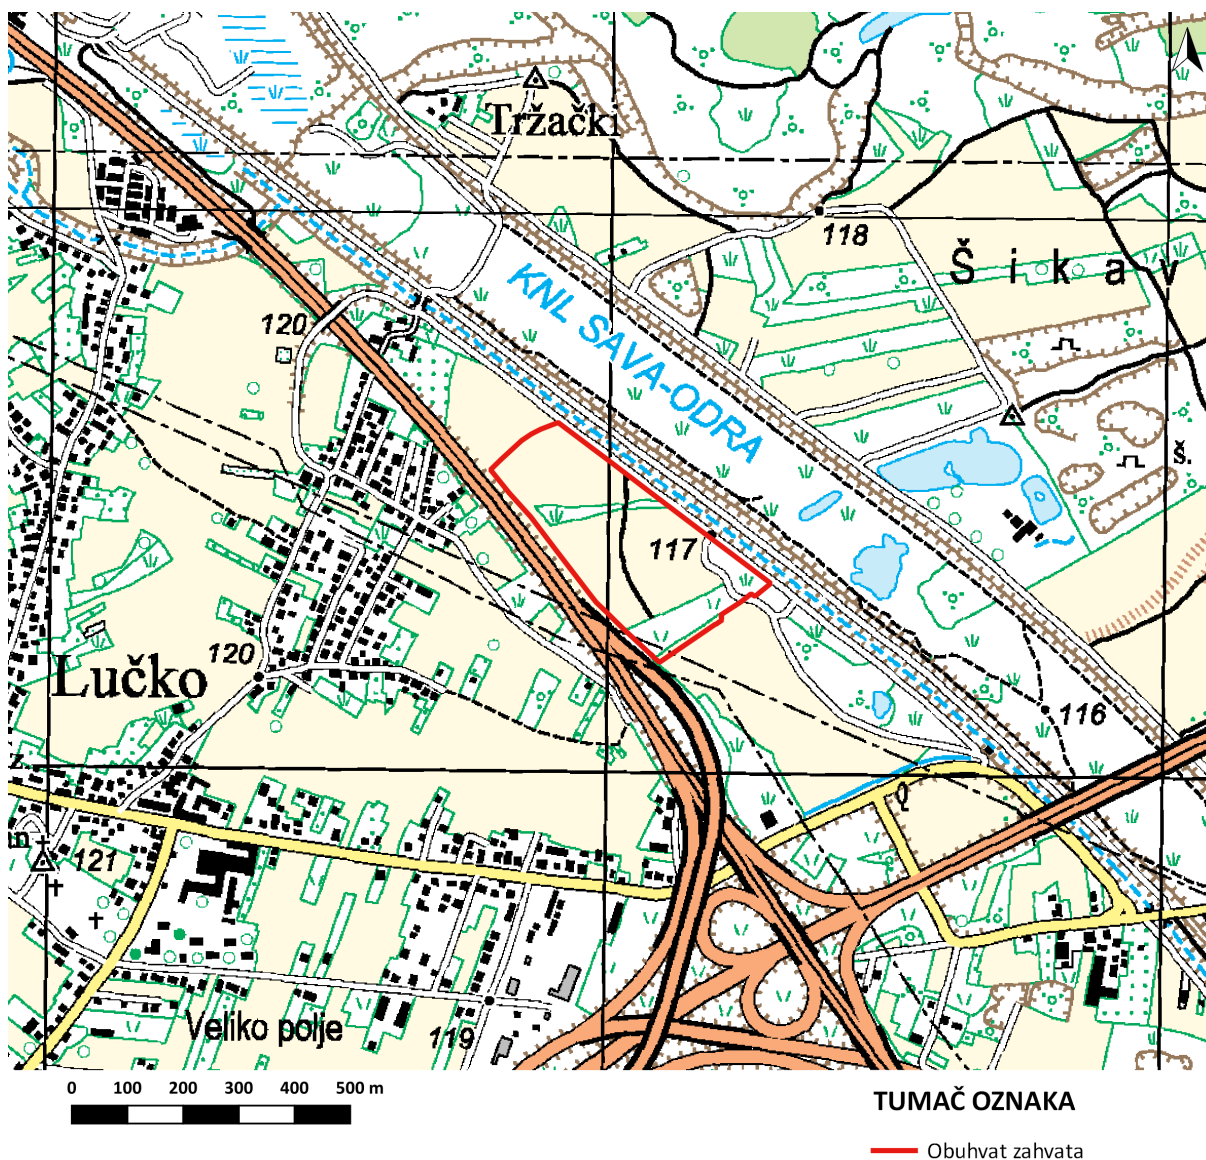 Tržački
118
Šikav
KNL SAVA-ODRA
120
š.
117
120
Lučko
116
z
n
121
Veliko polje
119
0 100 200 300 400 500 m
TUMAČ OZNAKA
Obuhvat zahvata